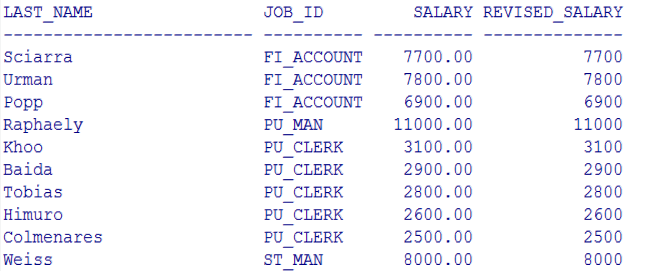 LAST_NAME                 JOB_ID         SALARY REVISED_SALARY
------------------------- ---------- ---------- --------------
Sciarra                   FI_ACCOUNT    7700.00           7700
Urman                     FI_ACCOUNT    7800.00           7800
Popp                      FI_ACCOUNT    6900.00           6900
Raphaely                  PU_MAN       11000.00          11000
Khoo                      PU_CLERK      3100.00           3100
Baida                     PU_CLERK      2900.00           2900
Tobias                    PU_CLERK      2800.00           2800
Himuro                    PU_CLERK      2600.00           2600
Colmenares                PU_CLERK      2500.00           2500
Weiss                     ST_MAN        8000.00           8000